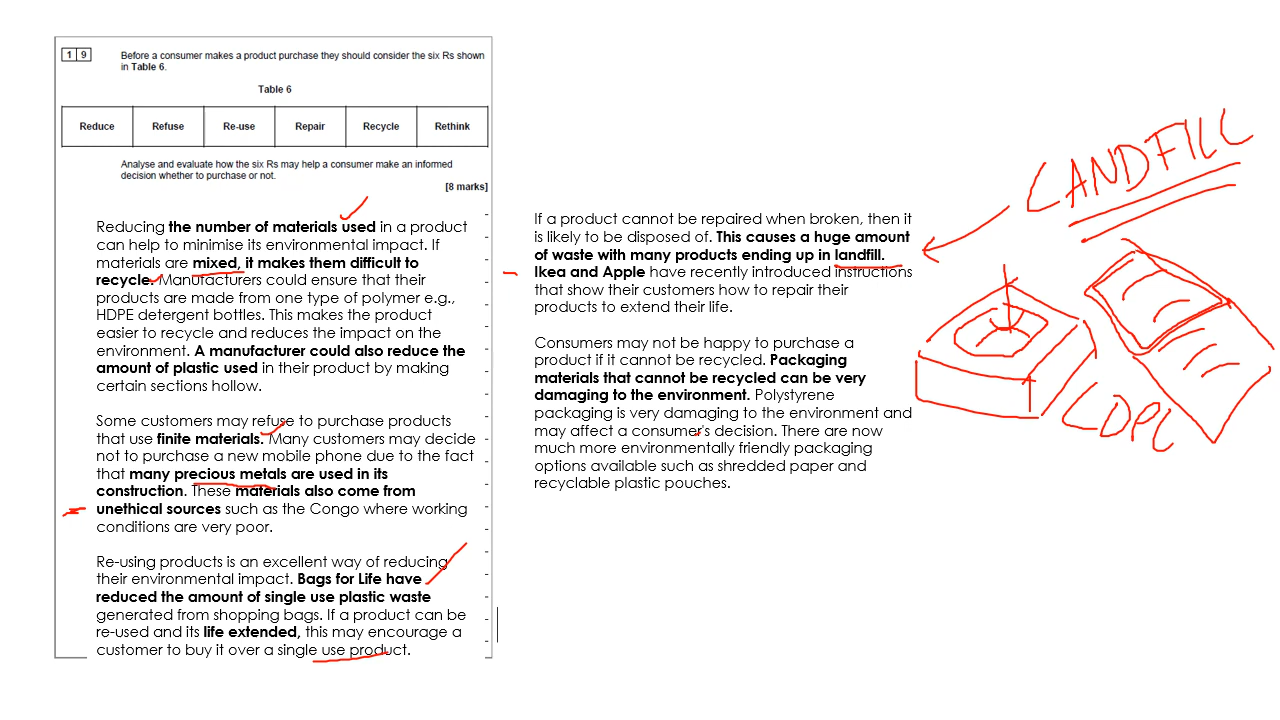 1 9
Before a consumer makes a product purchase they should consider the six Rs shown
in Table 6.
Table 6
Reduce Refuse Re-use Repair Recycle Rethink
Analyse and evaluate how the six Rs may help a consumer make an informed
decision whether to purchase or not.
[8 marks]
Reducing the number of materials used in a product
can help to minimise its environmental impact. If
materials are mixed, it makes them difficult to
recycle. Manufacturers could ensure that their
products are made from one type of polymer e.g.,
HDPE detergent bottles. This makes the product
easier to recycle and reduces the impact on the
environment. A manufacturer could also reduce the
amount of plastic used in their product by making
certain sections hollow.
Some customers may refuse to purchase products
that use finite materials. Many customers may decide
not to purchase a new mobile phone due to the fact
that many precious metals are used in its
construction. These materials also come from
unethical sources such as the Congo where working
conditions are very poor.
Re-using products is an excellent way of reducing
their environmental impact. Bags for Life have
reduced the amount of single use plastic waste
generated from shopping bags. If a product can be
re-used and its life extended, this may encourage a
customer to buy it over a single use product.
If a product cannot be repaired when broken, then it
is likely to be disposed of. This causes a huge amount
of waste with many products ending up in landfill.
Ikea and Apple have recently introduced instructions
that show their customers how to repair their
products to extend their life.
Consumers may not be happy to purchase a
product if it cannot be recycled. Packaging
materials that cannot be recycled can be very
damaging to the environment. Polystyrene
packaging is very damaging to the environment and
may affect a consumer's decision. There are now
much more environmentally friendly packaging
options available such as shredded paper and
recyclable plastic pouches.
LANDFILL
LDPE